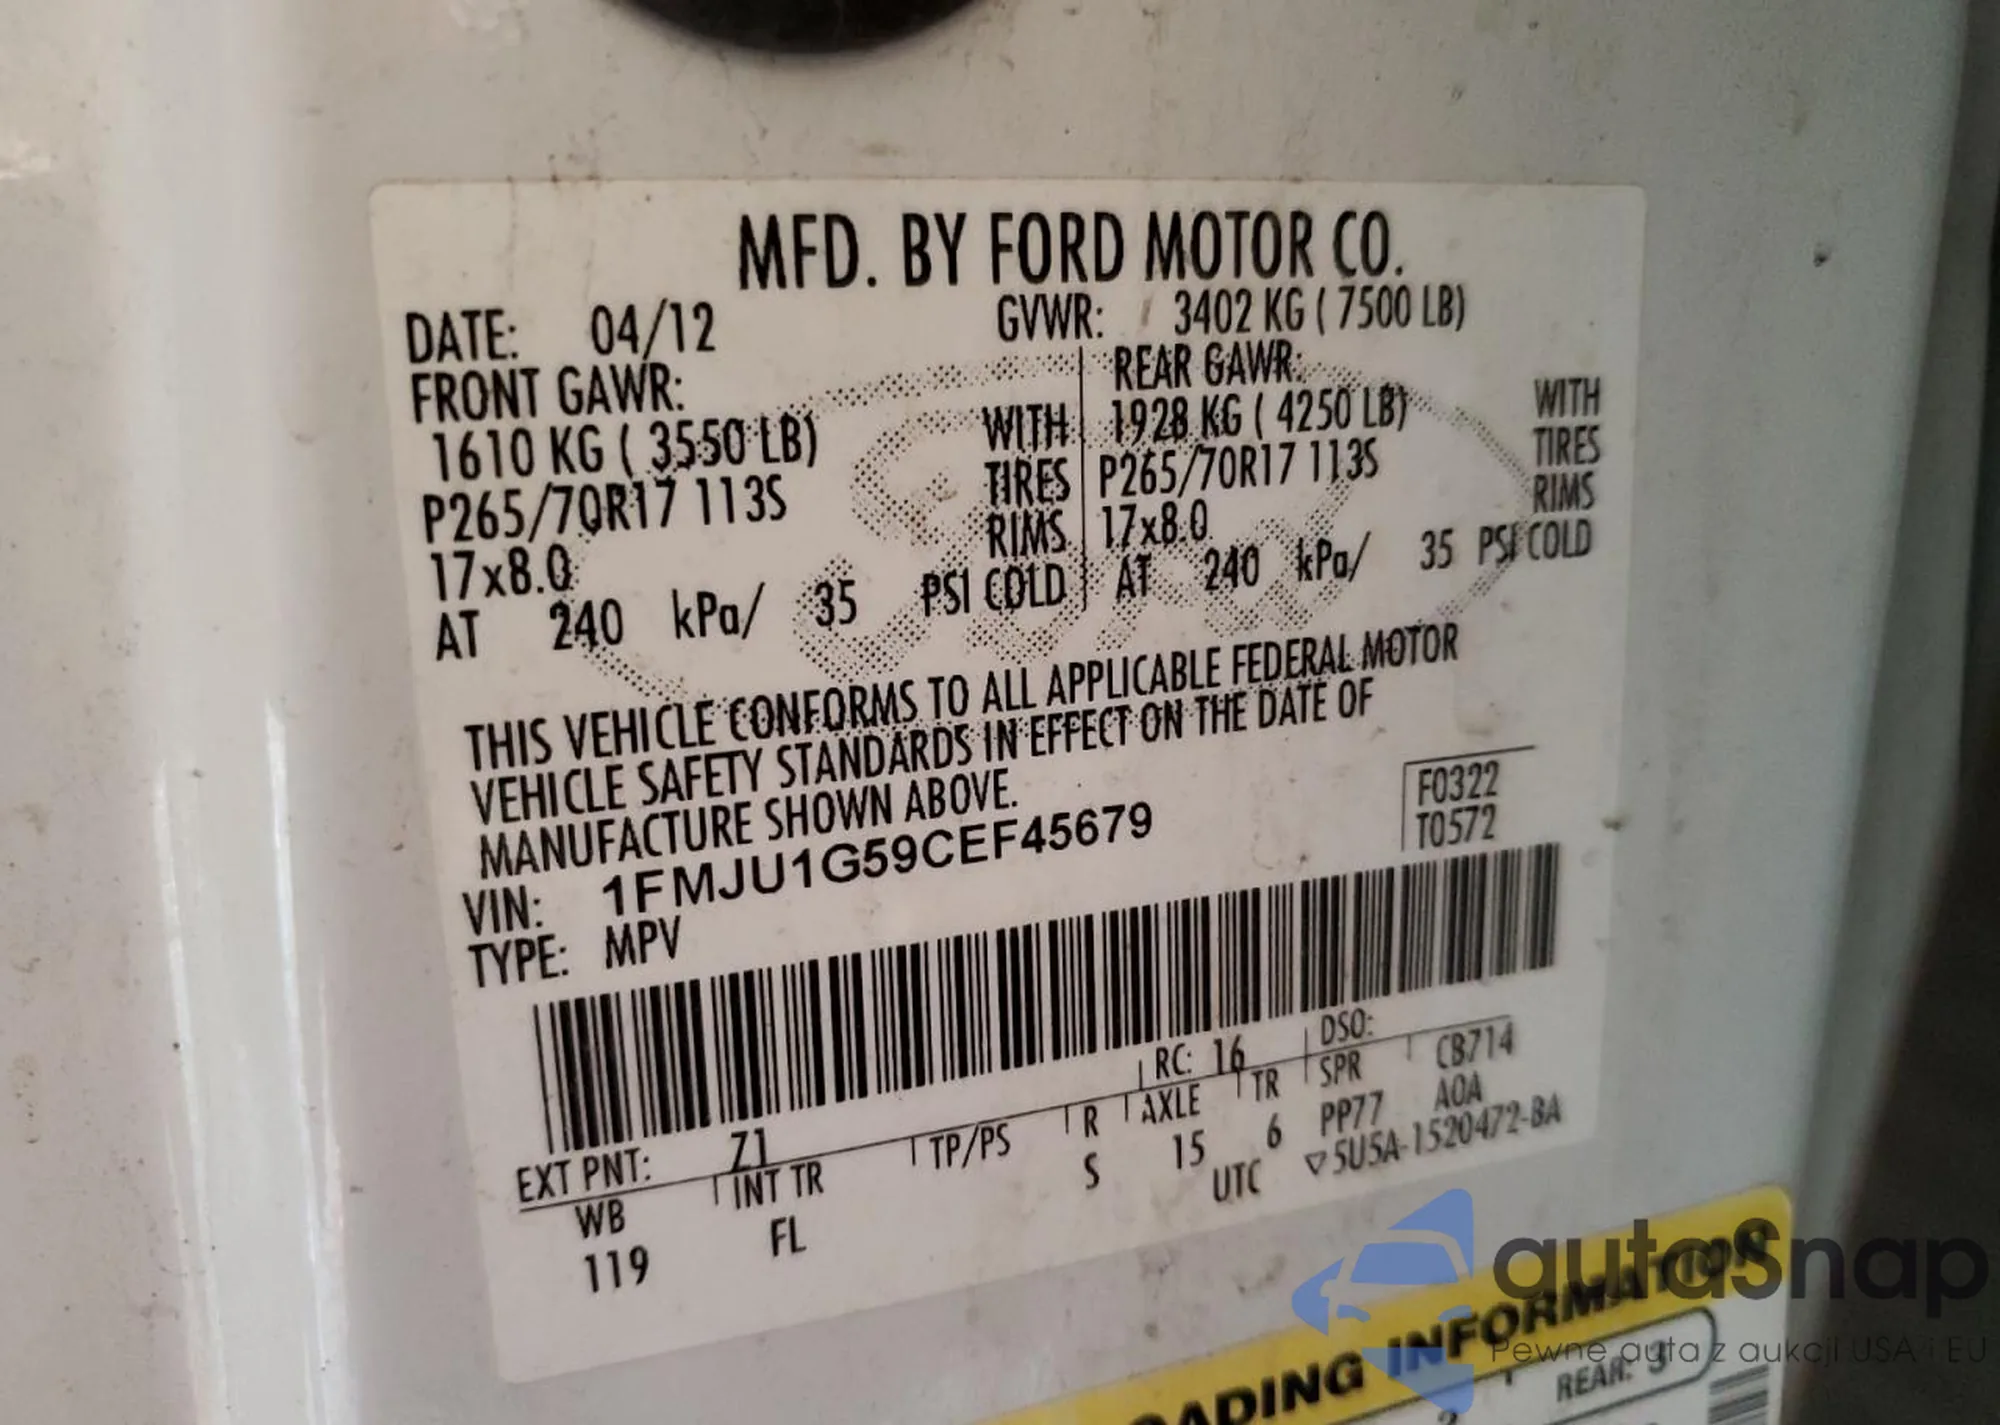 MFD. BY FORD MOTOR CO.
DATE: 04/12 GVWR: 3402 KG ( 7500 LB)
FRONT GAWR: REAR GAWR:
1610 KG ( 3550 LB) WITH 1928 KG ( 4250 LB) WITH
P265/70R17 113S TIRES P265/70R17 113S TIRES
17x8.0 RIMS 17x8.0 RIMS
AT 240 kPa/ 35 PSI COLD AT 240 kPa/ 35 PSI COLD
THIS VEHICLE CONFORMS TO ALL APPLICABLE FEDERAL MOTOR
VEHICLE SAFETY STANDARDS IN EFFECT ON THE DATE OF
MANUFACTURE SHOWN ABOVE.
VIN: 1FMJU1G59CEF45679
TYPE: MPV
F0322
T0572
EXT PNT: Z1 RC: 16 DSO: CB714
WB INT TR TP/PS R AXLE TR SPR A0A
119 FL S 15 6 PP77
UTC ▽5U5A-1520472-BA
OADING INFORMATION
REAR: 3
2
autaSnap
Pewne auta z aukcji USA i EU